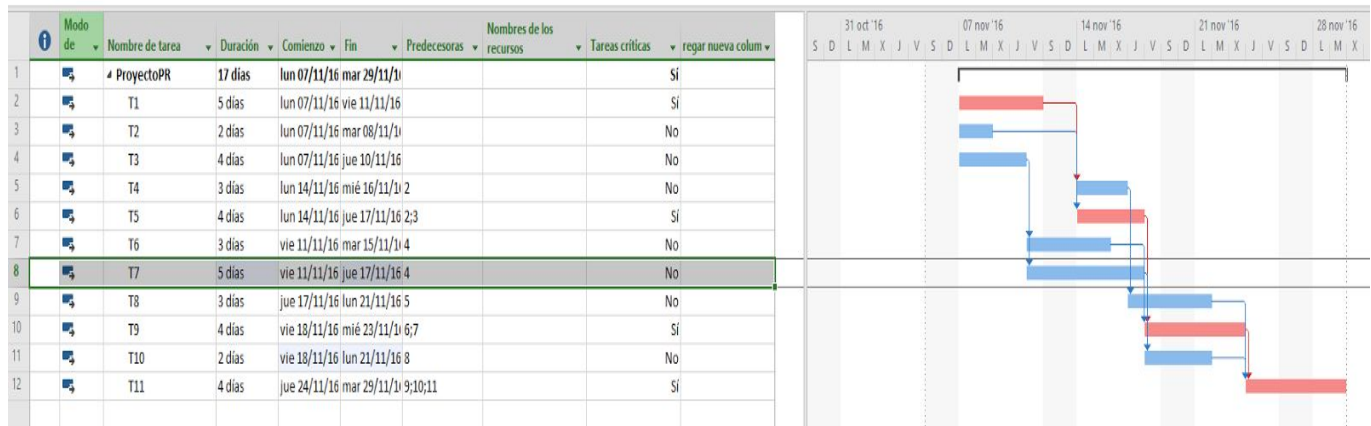 31 oct '16 07 nov '16 14 nov '16 21 nov '16 28 nov '16
Modo de Nombre de tarea Duración Comienzo Fin Predecesoras Nombres de los recursos Tareas críticas regar nueva colum
S D L M X J V S D L M X J V S D L M X J V S D L M X J V S D L M X
1 ProyectoPR 17 días lun 07/11/16 mar 29/11/1 Sí
2 T1 5 días lun 07/11/16 vie 11/11/16 Sí
3 T2 2 días lun 07/11/16 mar 08/11/1 No
4 T3 4 días lun 07/11/16 jue 10/11/16 No
5 T4 3 días lun 14/11/16 mié 16/11/1 2 No
6 T5 4 días lun 14/11/16 jue 17/11/16 2;3 Sí
7 T6 3 días vie 11/11/16 mar 15/11/1 4 No
8 T7 5 días vie 11/11/16 jue 17/11/16 4 No
9 T8 3 días jue 17/11/16 lun 21/11/16 5 No
10 T9 4 días vie 18/11/16 mié 23/11/1 6;7 Sí
11 T10 2 días vie 18/11/16 lun 21/11/16 8 No
12 T11 4 días jue 24/11/16 mar 29/11/1 9;10;11 Sí